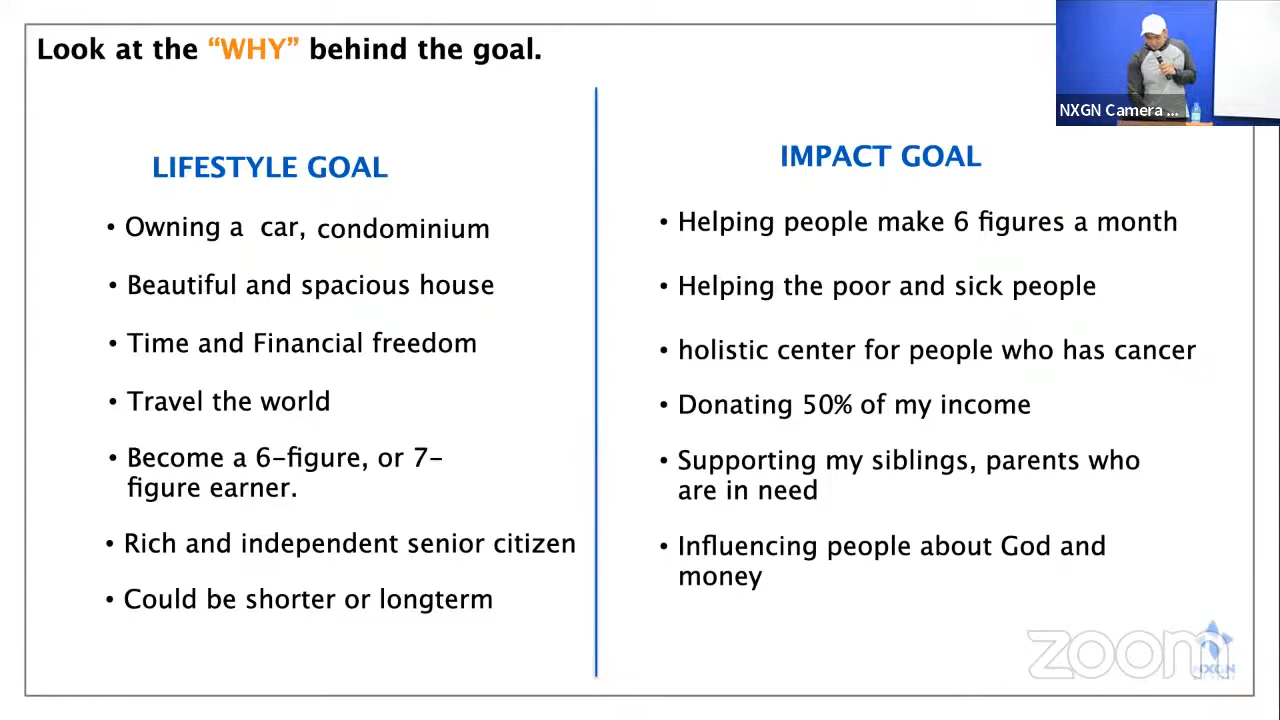 Look at the “WHY” behind the goal.
NXGN Camera ...
LIFESTYLE GOAL
• Owning a car, condominium
• Beautiful and spacious house
• Time and Financial freedom
• Travel the world
• Become a 6-figure, or 7-
figure earner.
• Rich and independent senior citizen
• Could be shorter or longterm
IMPACT GOAL
• Helping people make 6 figures a month
• Helping the poor and sick people
• holistic center for people who has cancer
• Donating 50% of my income
• Supporting my siblings, parents who
are in need
• Influencing people about God and
money
zoom
NXGN